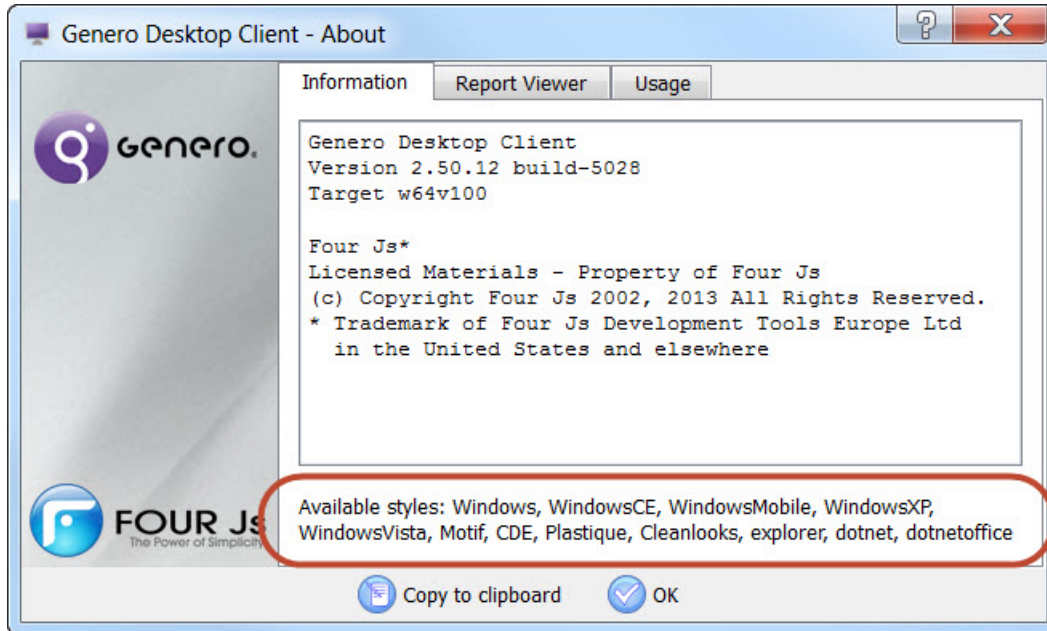 Genero Desktop Client - About
Information
Report Viewer
Usage
Genero.
Genero Desktop Client
Version 2.50.12 build-5028
Target w64v100
Four Js*
Licensed Materials - Property of Four Js
(c) Copyright Four Js 2002, 2013 All Rights Reserved.
* Trademark of Four Js Development Tools Europe Ltd
in the United States and elsewhere
FOUR Js
The Power of Simplicity
Available styles: Windows, WindowsCE, WindowsMobile, WindowsXP,
WindowsVista, Motif, CDE, Plastique, Cleanlooks, explorer, dotnet, dotnetoffice
Copy to clipboard
OK